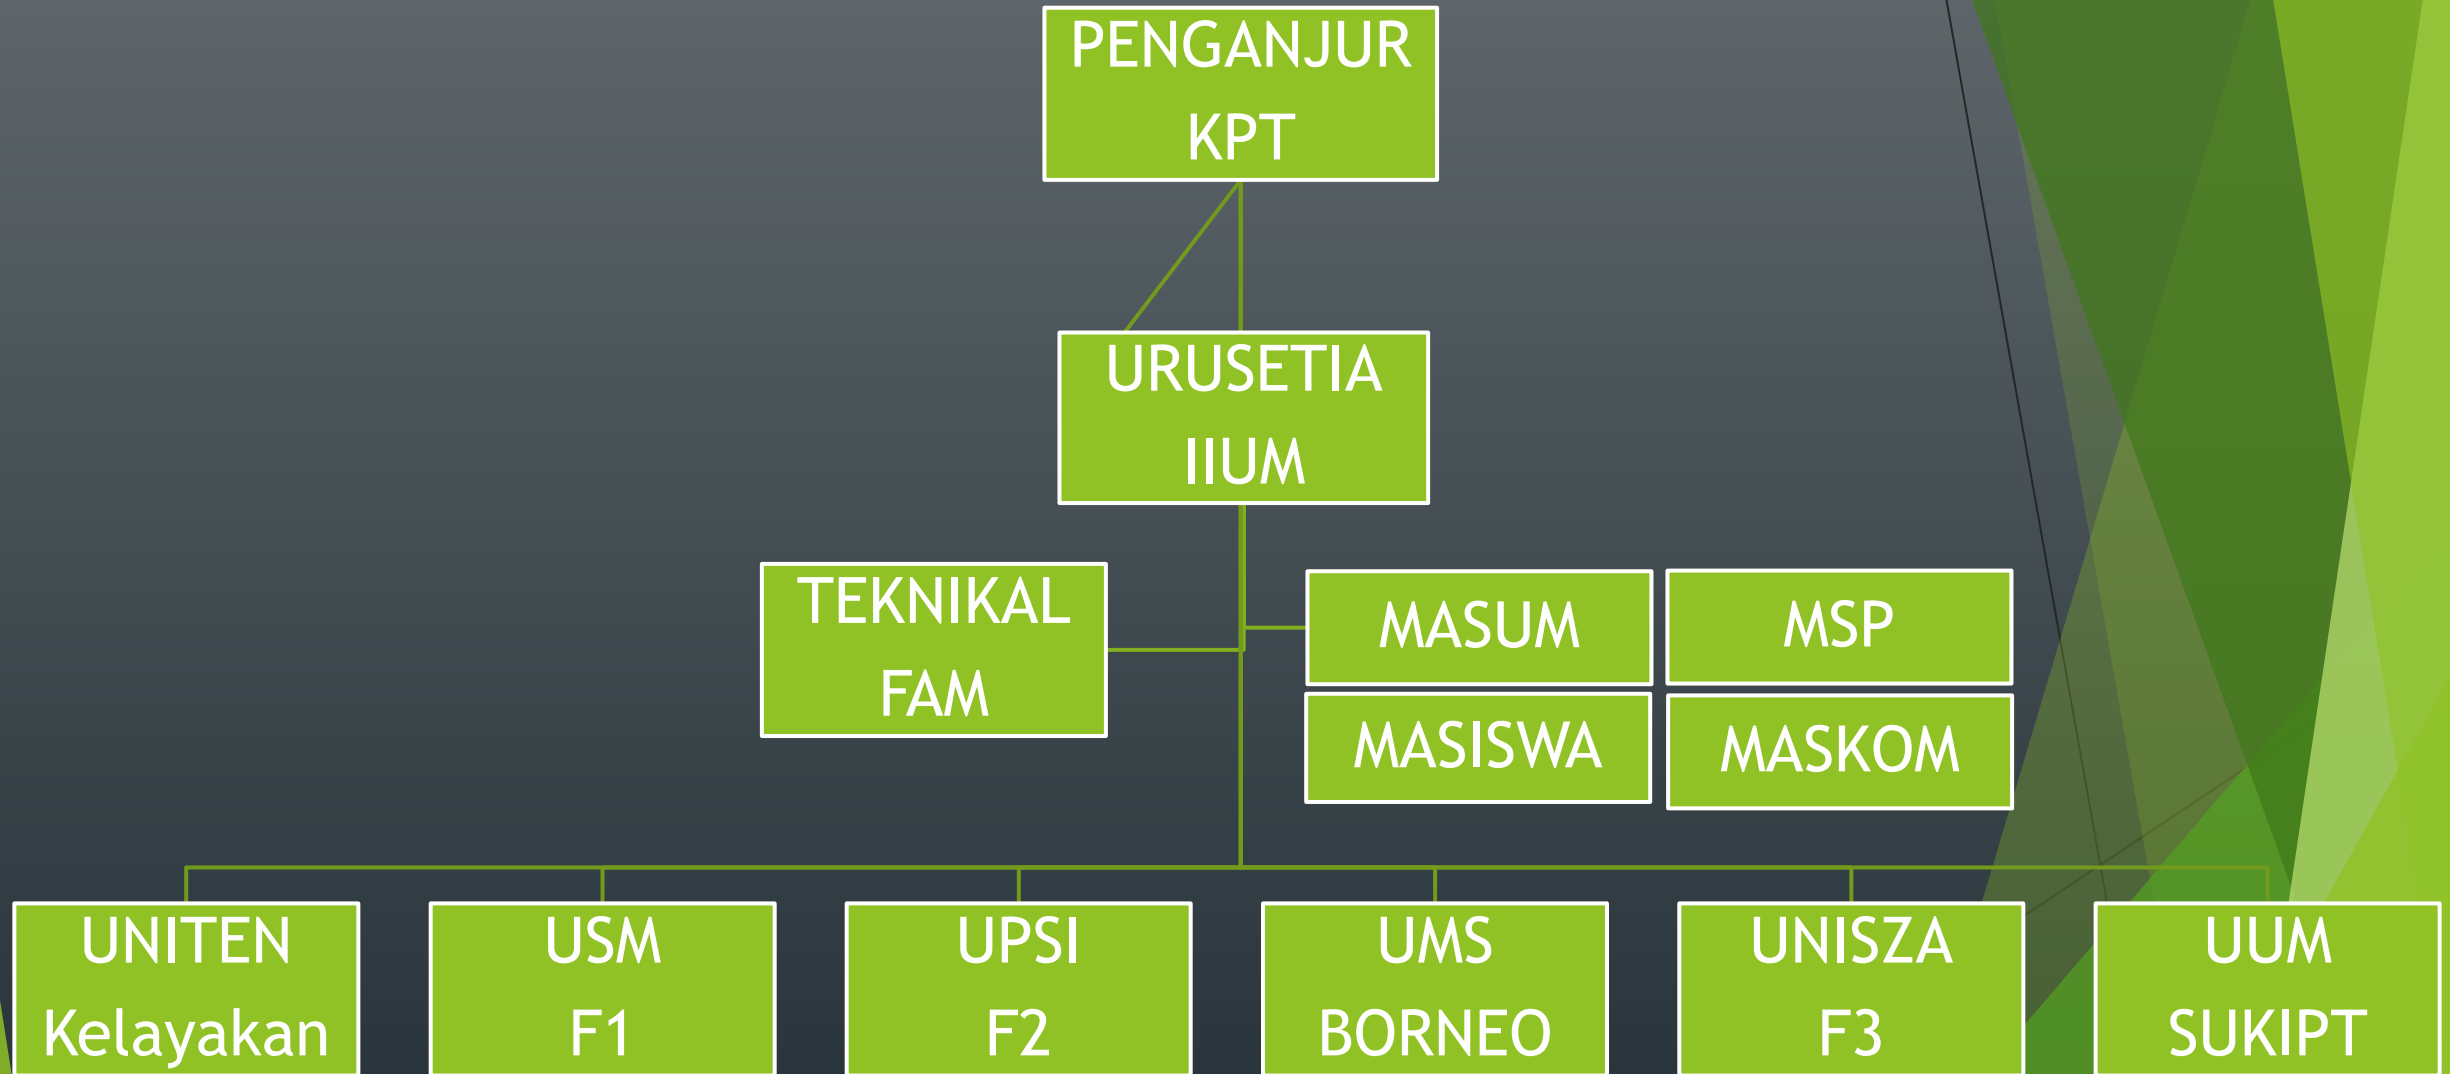 PENGANJUR
KPT
URUSETIA
IIUM
TEKNIKAL
FAM
MASUM
MSP
MASISWA
MASKOM
UNITEN
Kelayakan
USM
F1
UPSI
F2
UMS
BORNEO
UNISZA
F3
UUM
SUKIPT